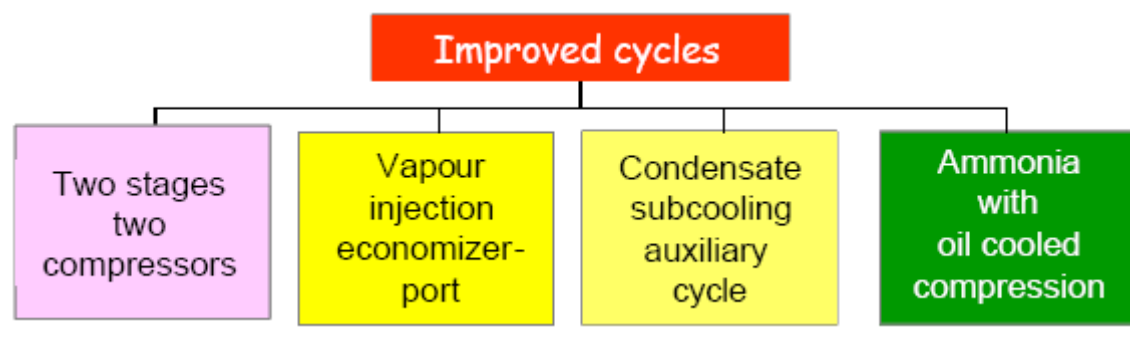 Improved cycles
Two stages
two
compressors
Vapour
injection
economizer-
port
Condensate
subcooling
auxiliary
cycle
Ammonia
with
oil cooled
compression